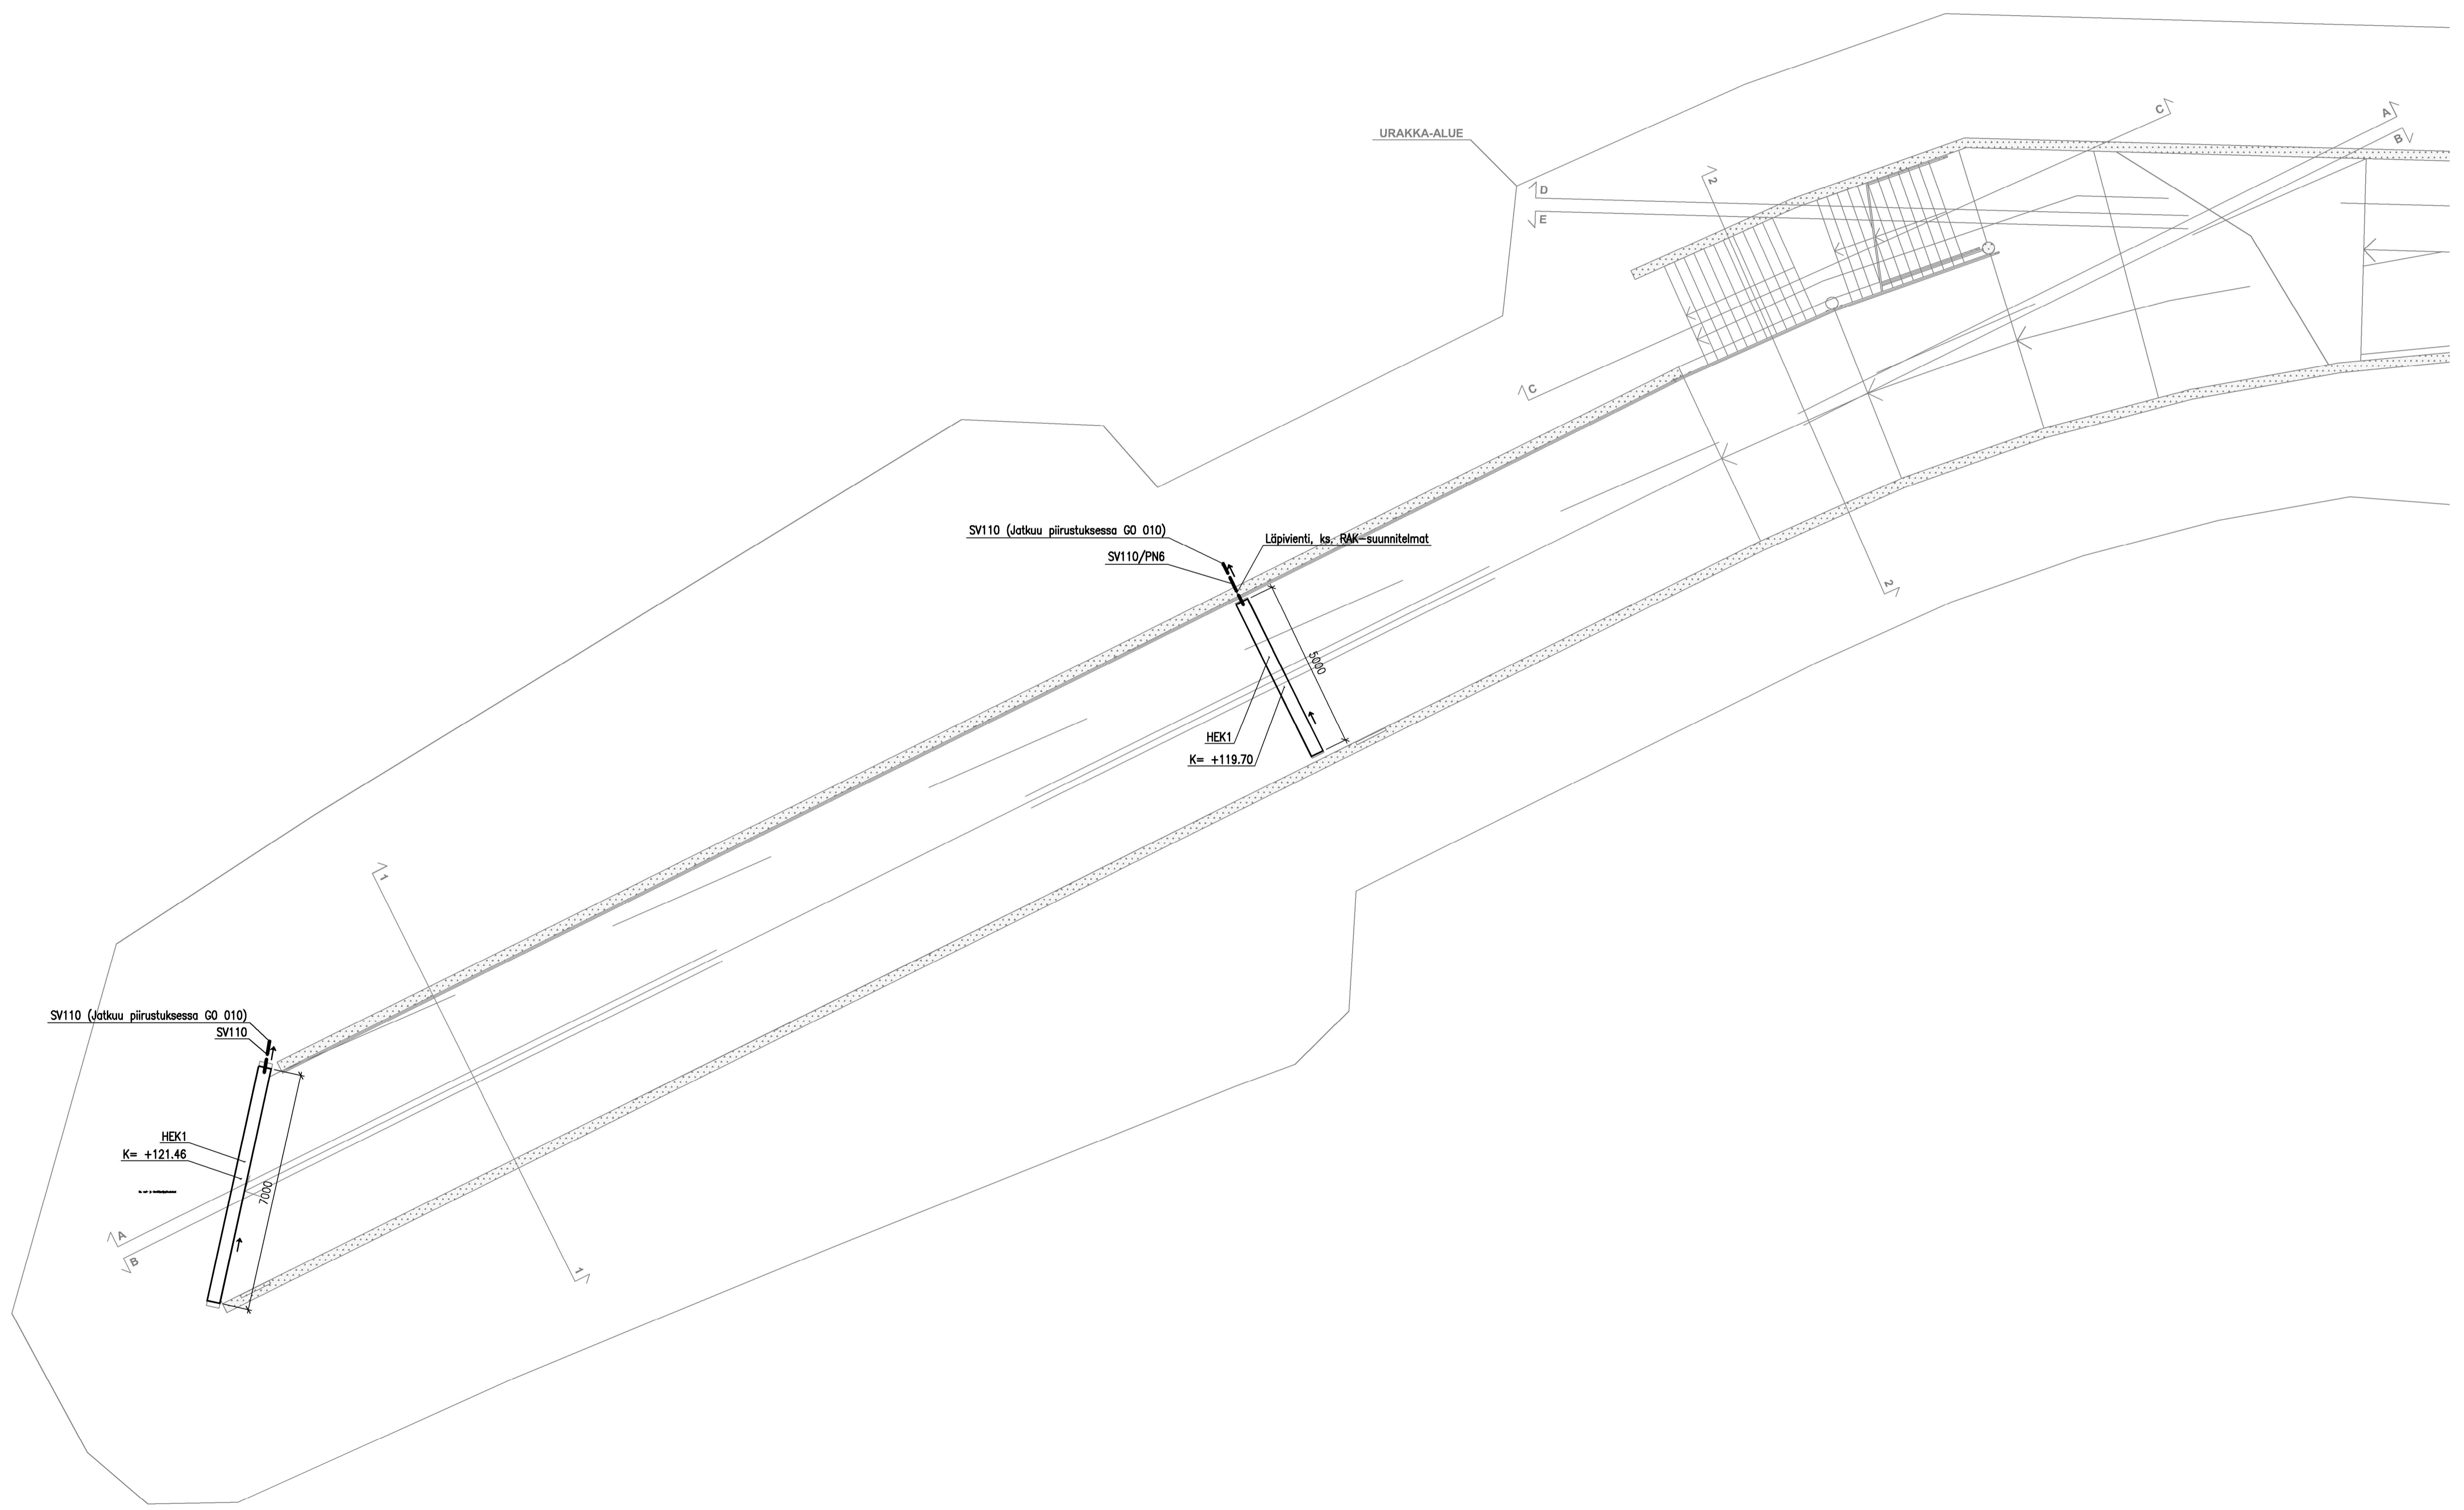 URAKKA-ALUE
C
A
B
2
D
E
C
SV110 (Jatkuu piirustuksessa GO 010)
Läpivienti, ks. RAK-suunnitelmat
SV110/PN6
2
5000
HEK1
K= +119.70
1
SV110 (Jatkuu piirustuksessa GO 010)
SV110
HEK1
K= +121.46
7000
A
B
1